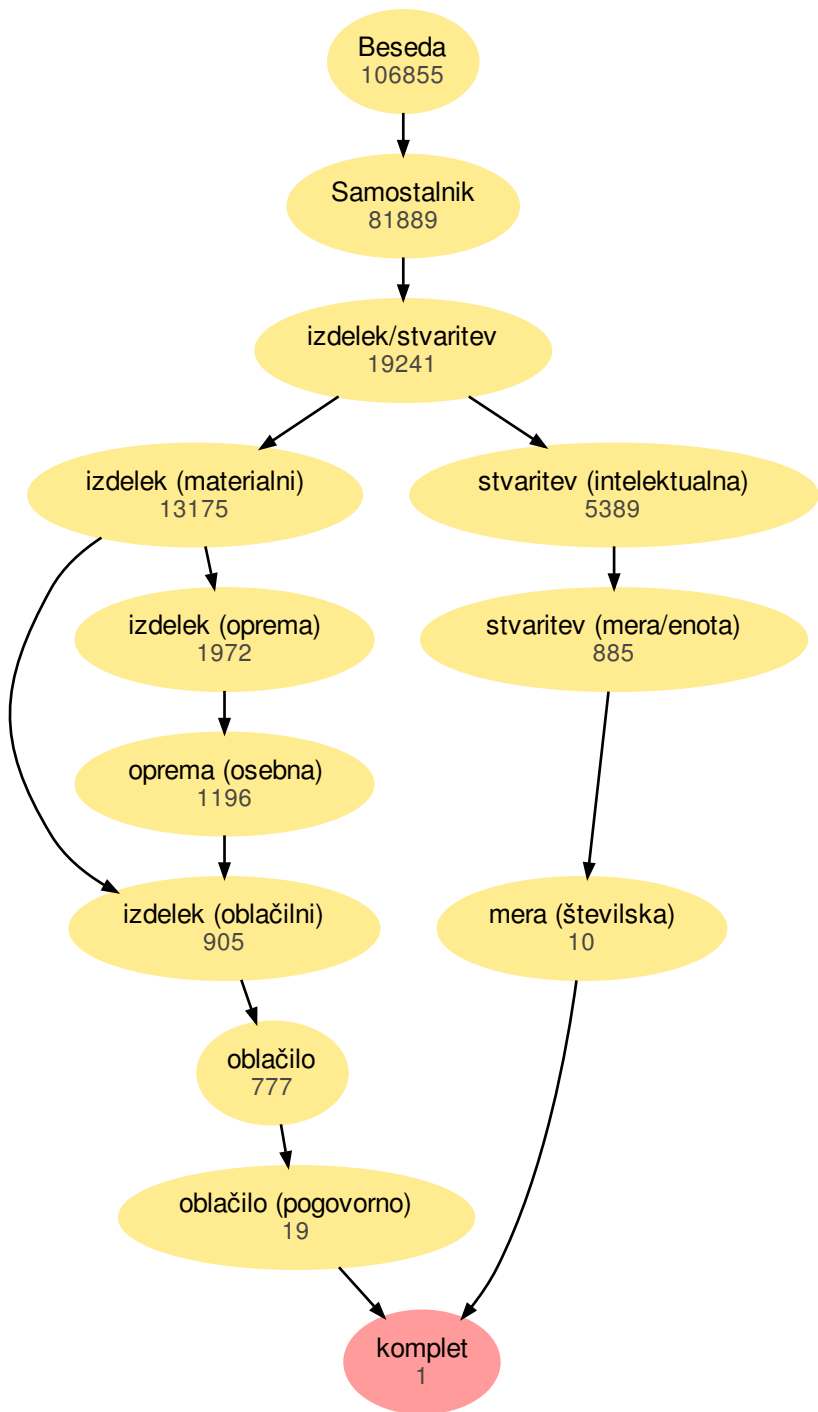 Beseda
106855
Samostalnik
81889
izdelek/stvaritev
19241
izdelek (materialni)
13175
stvaritev (intelektualna)
5389
izdelek (oprema)
1972
stvaritev (mera/enota)
885
oprema (osebna)
1196
izdelek (oblačilni)
905
mera (številska)
10
oblačilo
777
oblačilo (pogovorno)
19
komplet
1